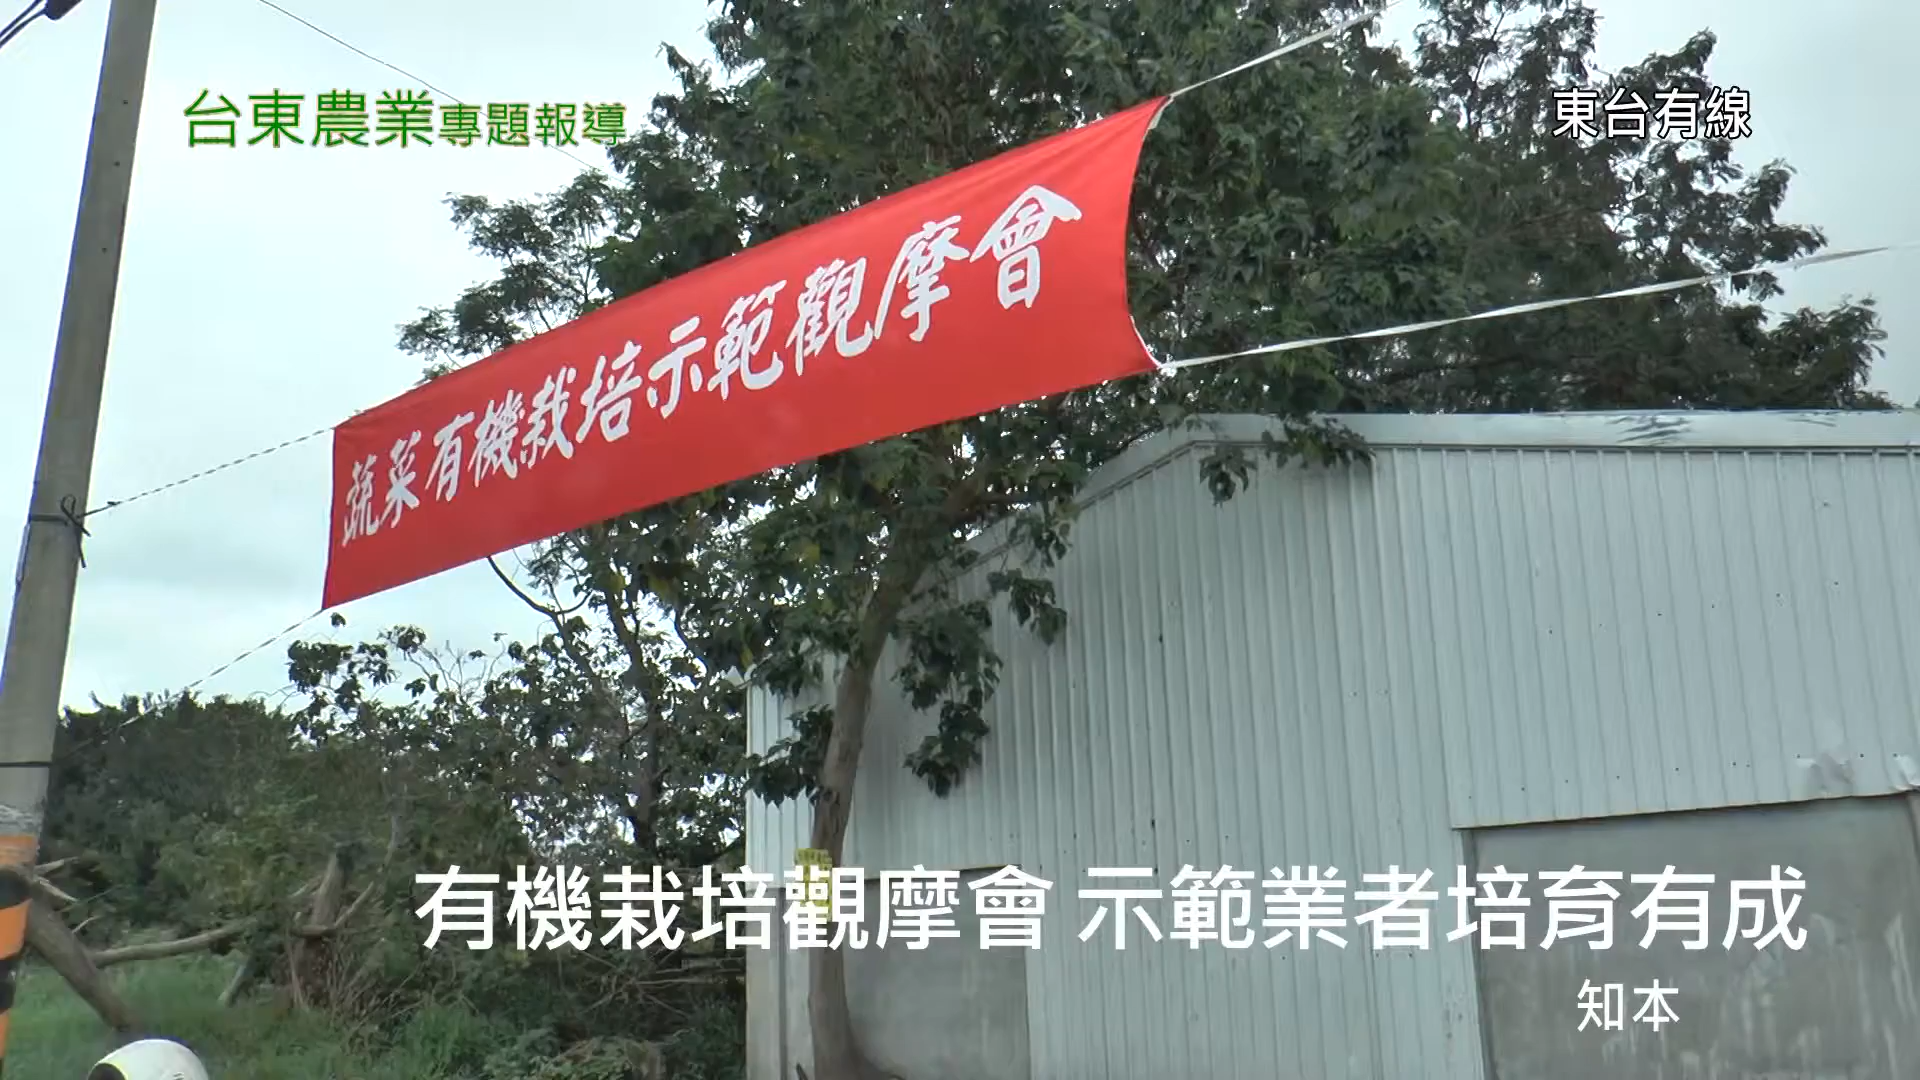 台東農業專題報導
東台有線
蔬菜有機栽培示範觀摩會
有機栽培觀摩會 示範業者培育有成
知本